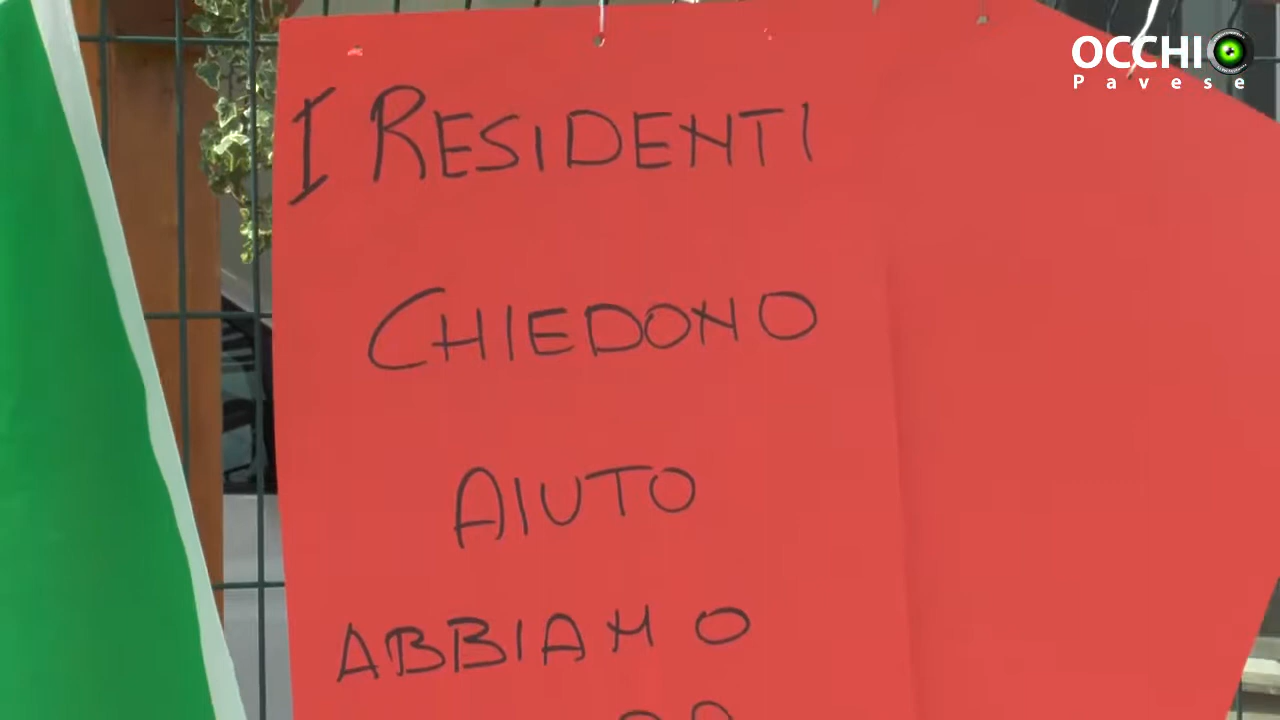 OCCHIO
Pavese
I RESIDENTI
CHIEDONO
AIUTO
ABBIAMO